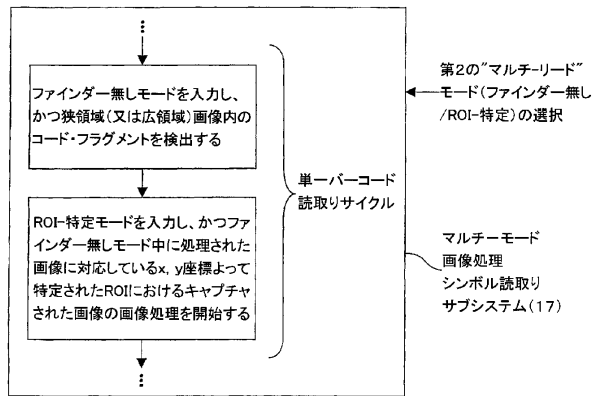 ファインダー無しモードを入力し、
かつ狭領域(又は広領域)画像内の
コード・フラグメントを検出する
ROI-特定モードを入力し、かつファ
インダー無しモード中に処理された
画像に対応しているx, y座標よって
特定されたROIにおけるキャプチャ
された画像の画像処理を開始する
単一バーコード
読取りサイクル
第2の"マルチ-リード"
モード(ファインダー無し
/ROI-特定)の選択
マルチーモード
画像処理
シンボル読取り
サブシステム(17)